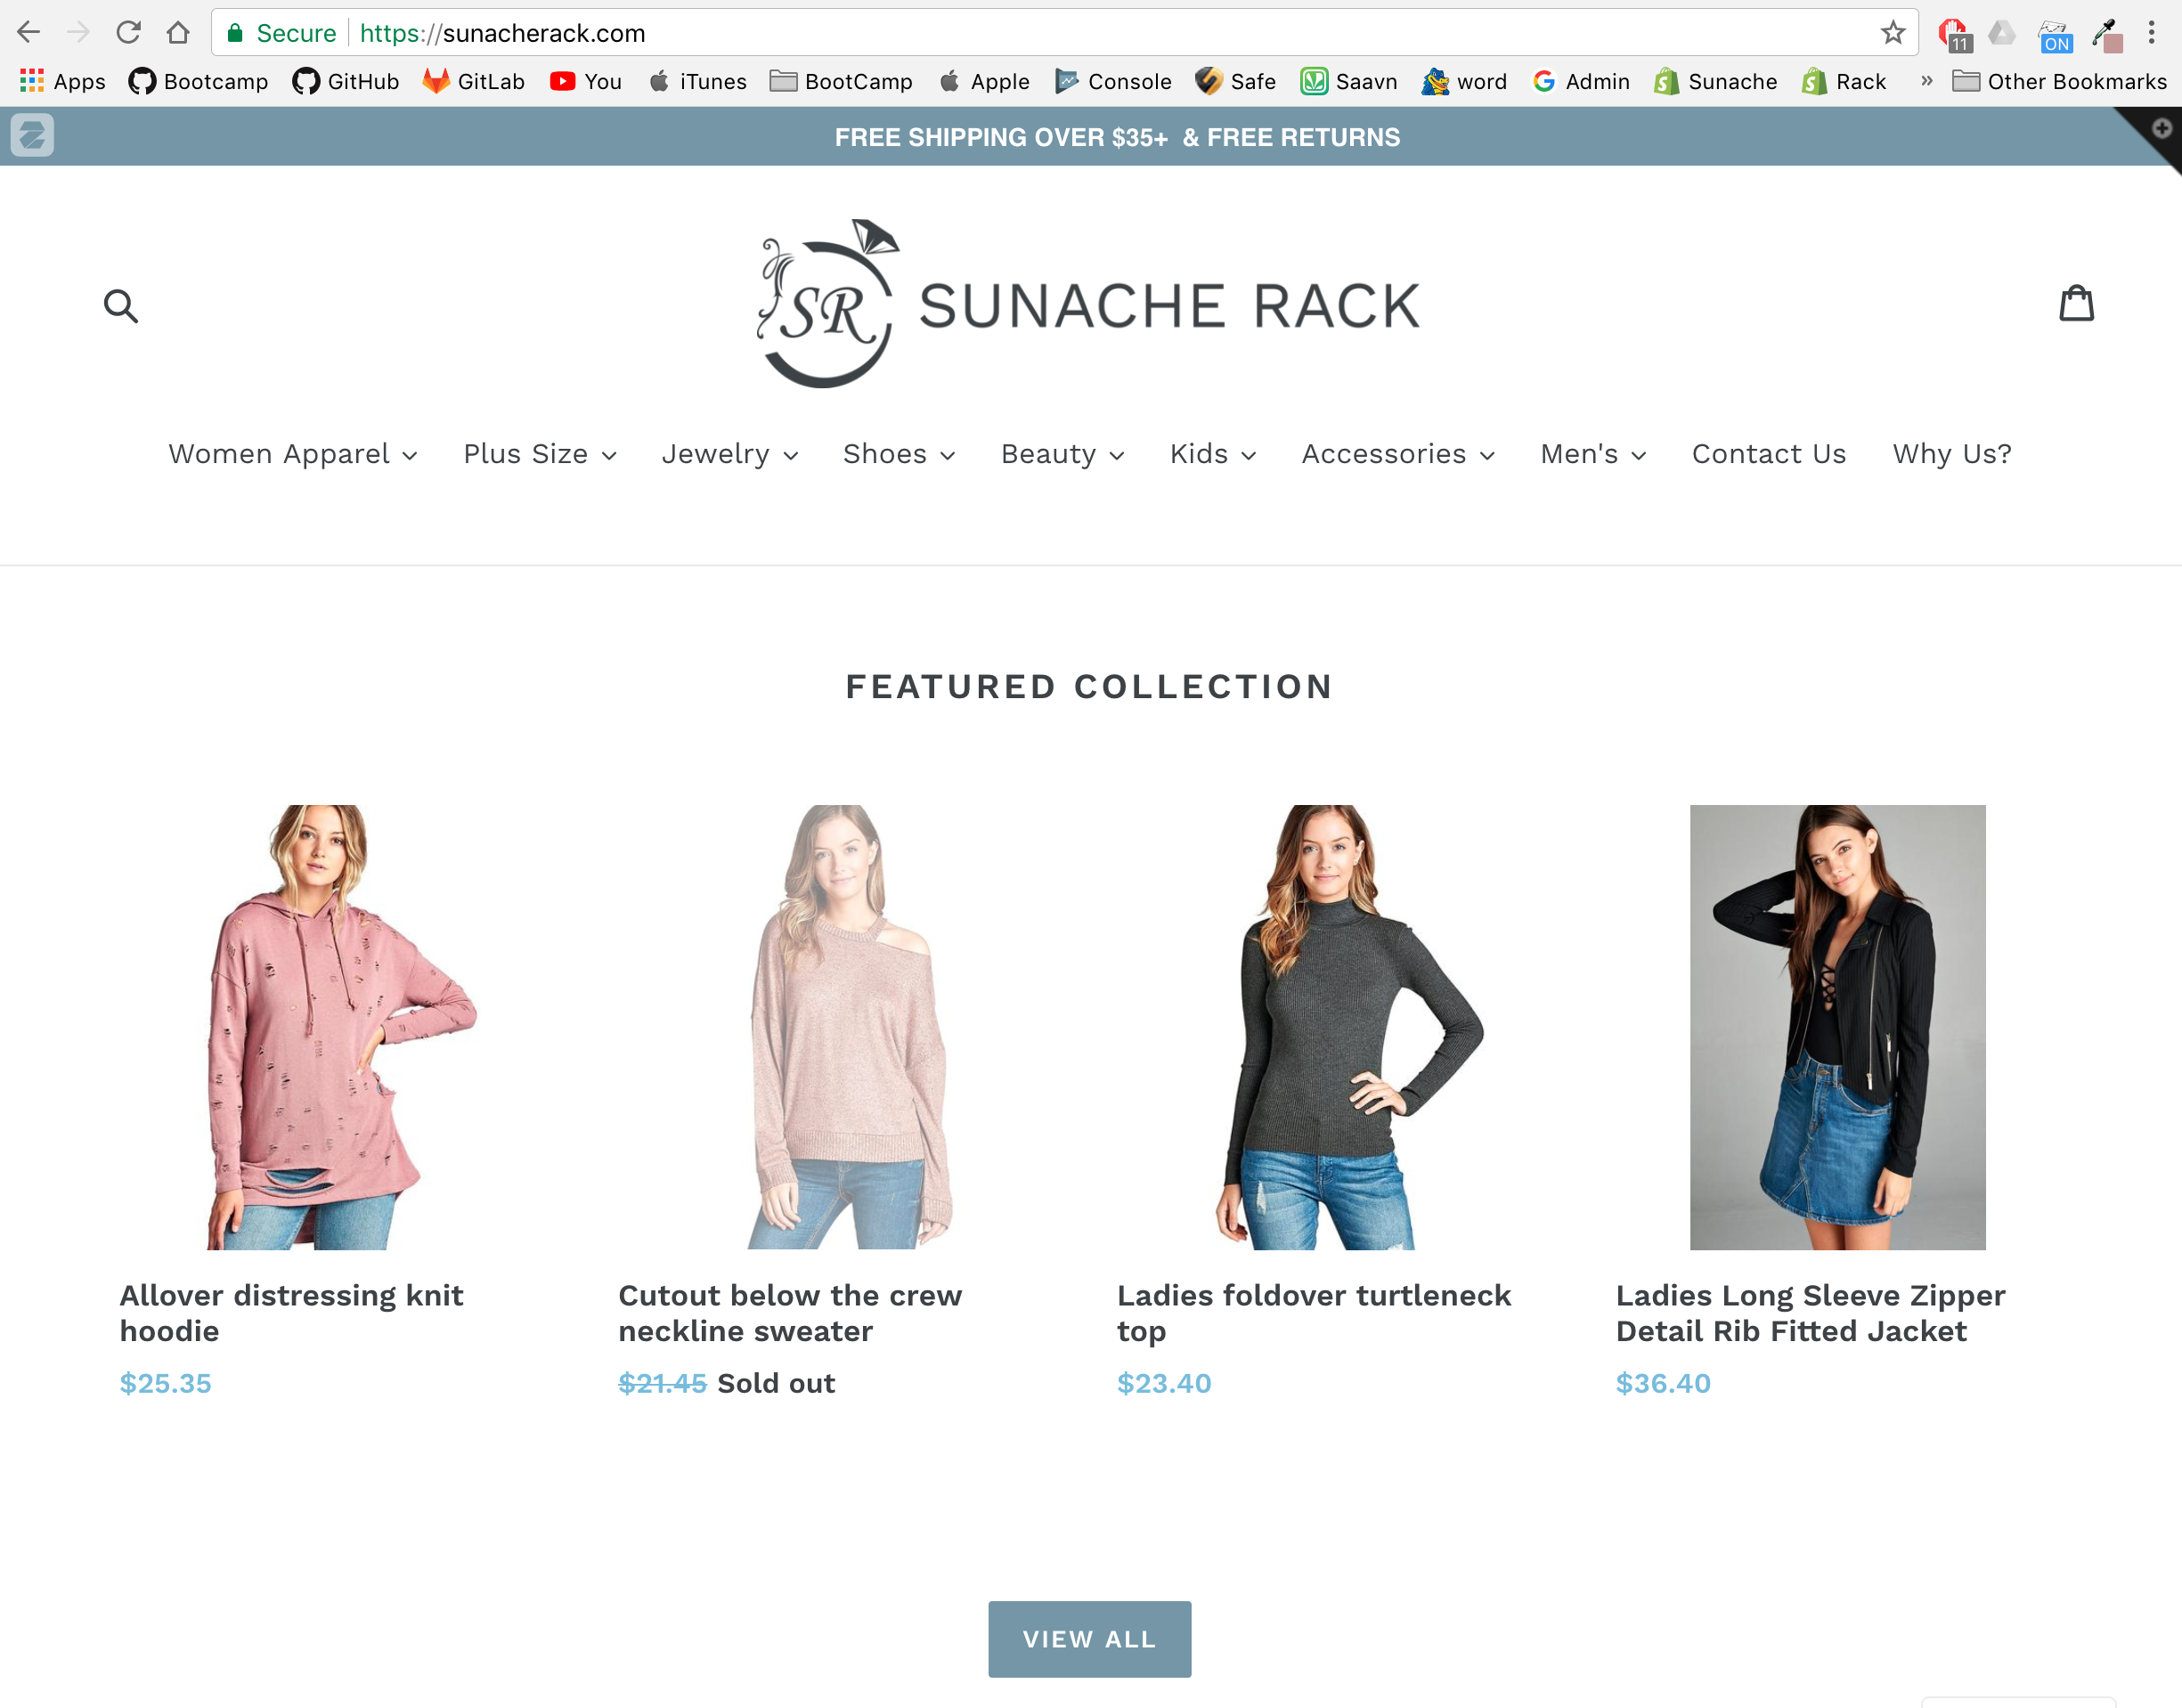 Secure https://sunacherack.com
11
ON
Apps Bootcamp GitHub GitLab You iTunes BootCamp Apple Console Safe Saavn word Admin Sunache Rack » Other Bookmarks
FREE SHIPPING OVER $35+ & FREE RETURNS
SR SUNACHE RACK
Women Apparel Plus Size Jewelry Shoes Beauty Kids Accessories Men's Contact Us Why Us?
FEATURED COLLECTION
Allover distressing knit
hoodie
$25.35
Cutout below the crew
neckline sweater
$21.45 Sold out
Ladies foldover turtleneck
top
$23.40
Ladies Long Sleeve Zipper
Detail Rib Fitted Jacket
$36.40
VIEW ALL